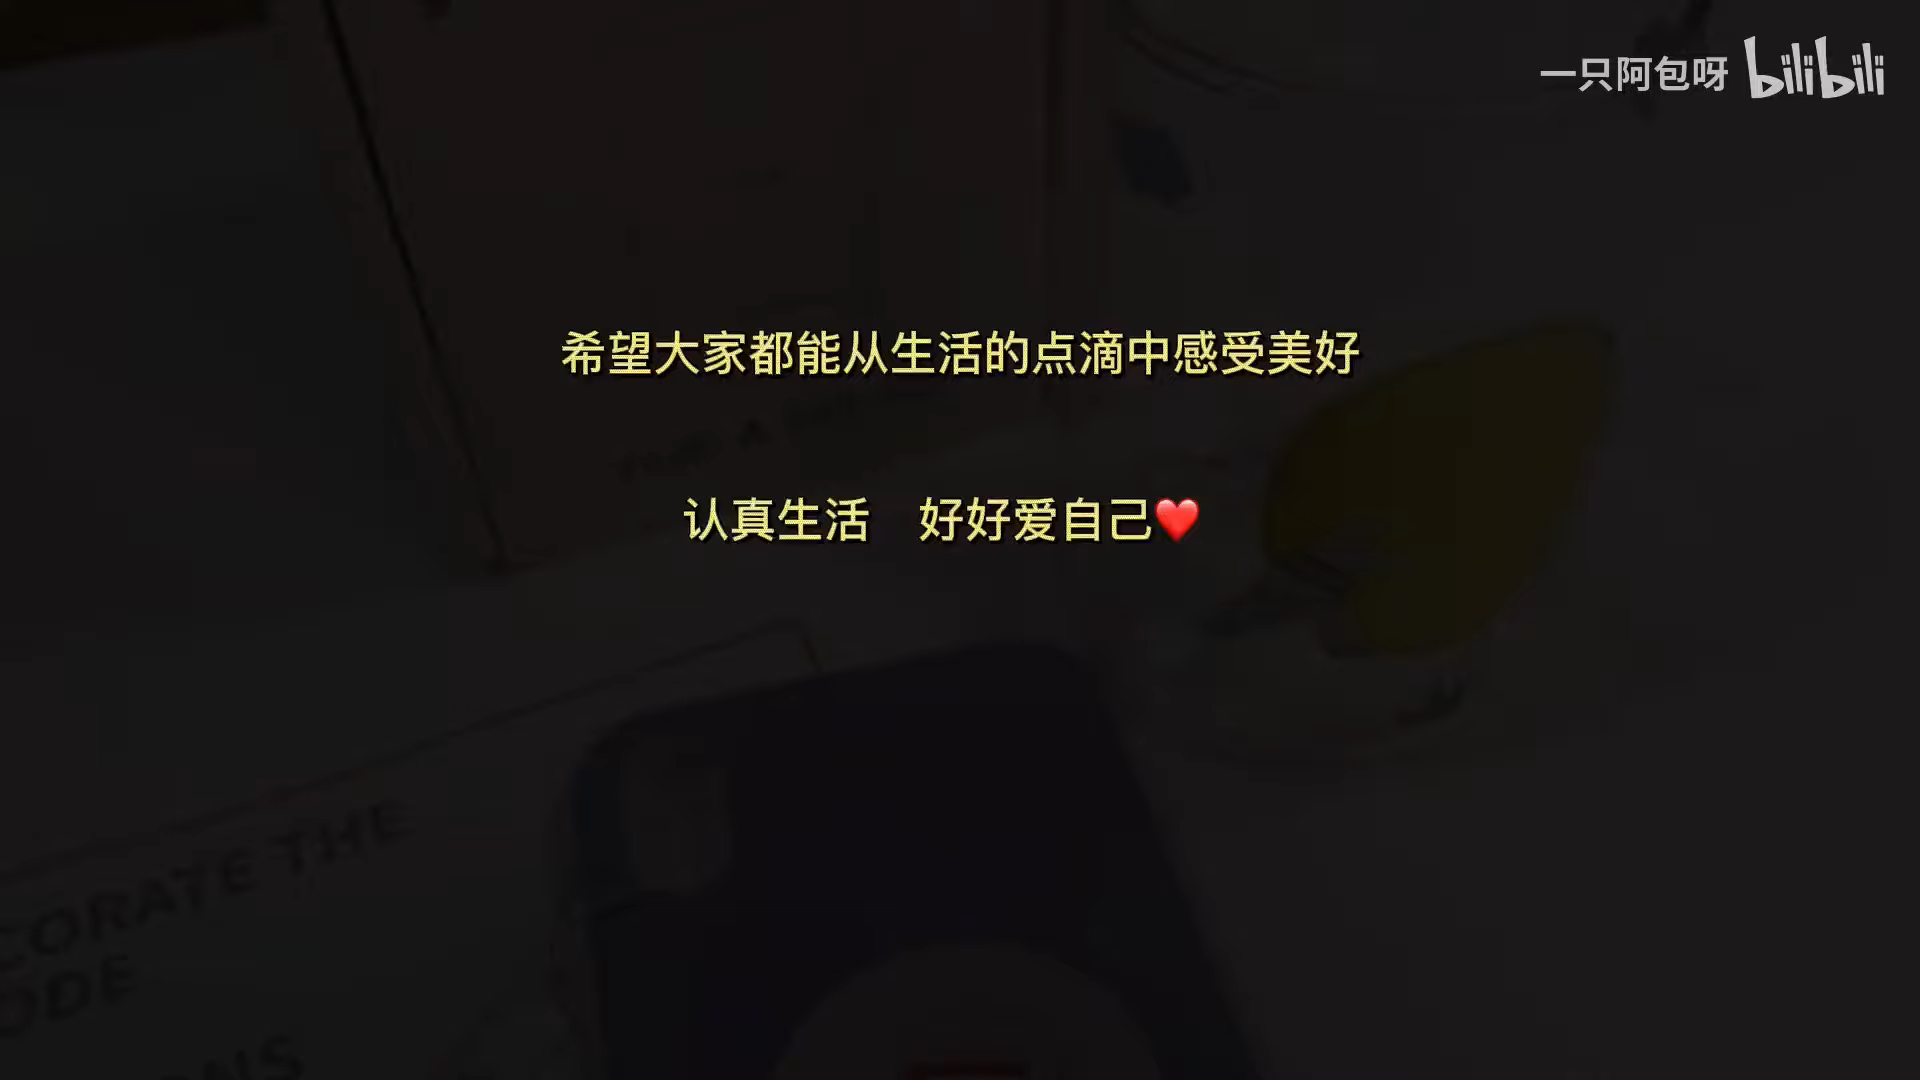 一只阿包呀 bilibili
希望大家都能从生活的点滴中感受美好
认真生活 好好爱自己❤️
CORATE THE
ODE